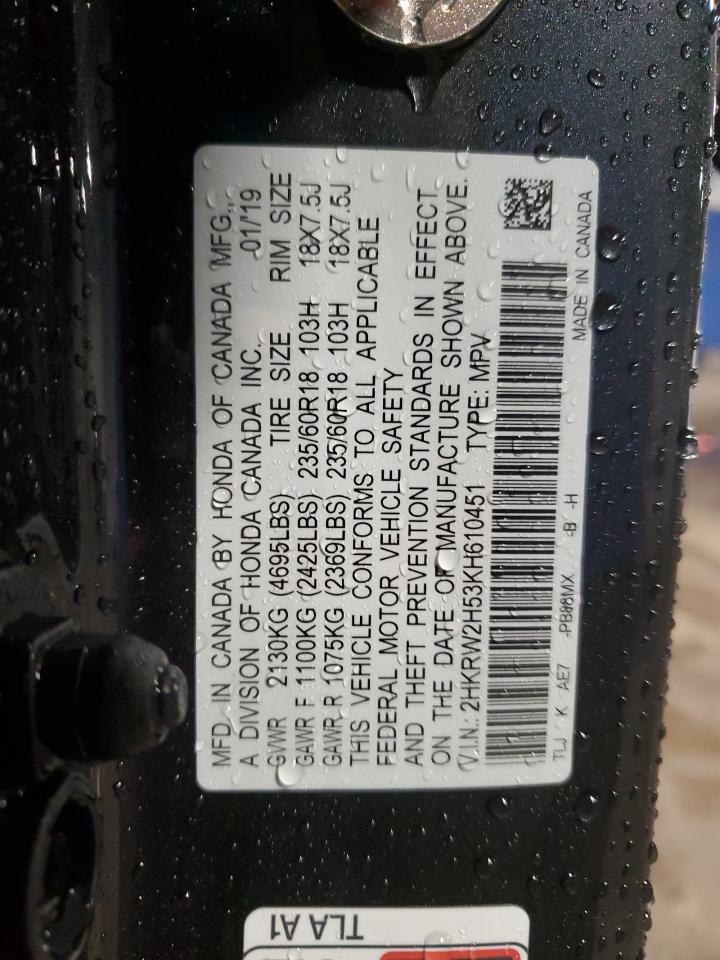 MFD. IN CANADA BY HONDA OF CANADA MFG.,
A DIVISION OF HONDA CANADA INC. 01/'19
GVWR 2130KG (4695LBS) TIRE SIZE RIM SIZE
GAWR F 1100KG (2425LBS) 235/60R18 103H 18X7.5J
GAWR R 1075KG (2369LBS) 235/60R18 103H 18X7.5J
THIS VEHICLE CONFORMS TO ALL APPLICABLE
FEDERAL MOTOR VEHICLE SAFETY
AND THEFT PREVENTION STANDARDS IN EFFECT
ON THE DATE OF MANUFACTURE SHOWN ABOVE.
V.I.N.: 2HKRW2H53KH610451 TYPE: MPV
TLJ K AE7 -B -H MADE IN CANADA
TLA A1